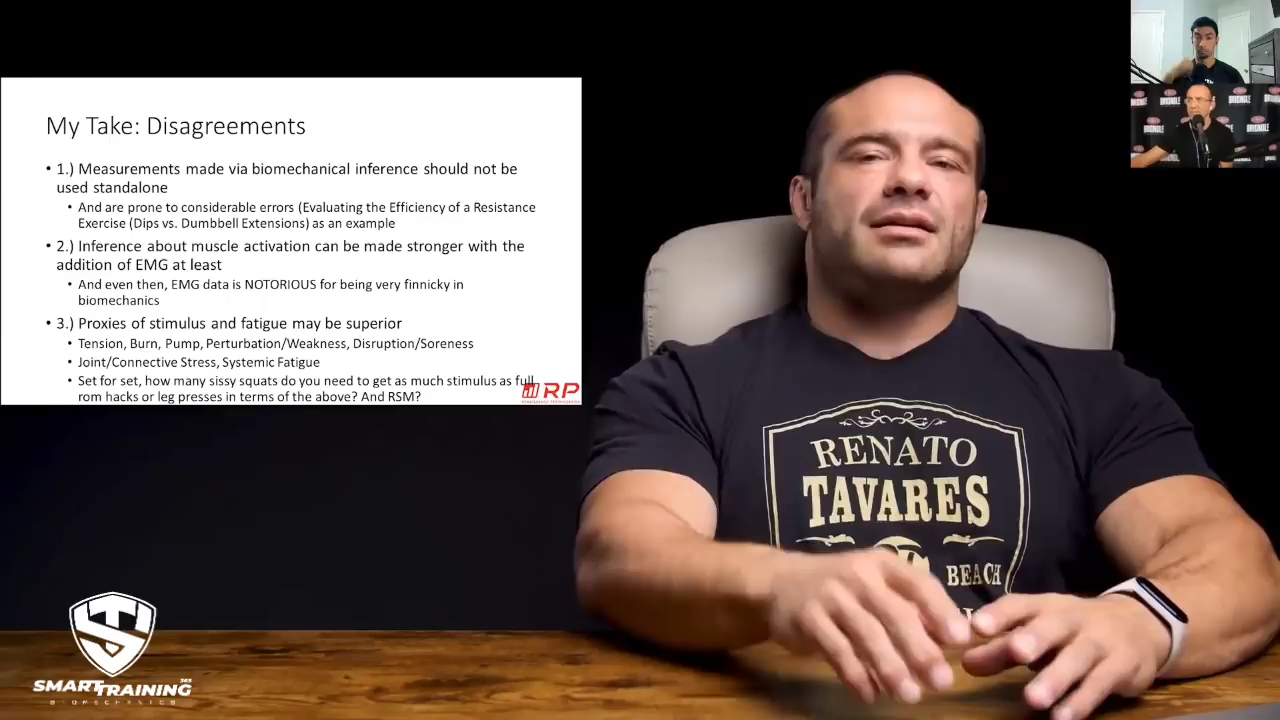 My Take: Disagreements
• 1.) Measurements made via biomechanical inference should not be
used standalone
• And are prone to considerable errors (Evaluating the Efficiency of a Resistance
Exercise (Dips vs. Dumbbell Extensions) as an example
• 2.) Inference about muscle activation can be made stronger with the
addition of EMG at least
• And even then, EMG data is NOTORIOUS for being very finnicky in
biomechanics
• 3.) Proxies of stimulus and fatigue may be superior
• Tension, Burn, Pump, Perturbation/Weakness, Disruption/Soreness
• Joint/Connective Stress, Systemic Fatigue
• Set for set, how many sissy squats do you need to get as much stimulus as full
rom hacks or leg presses in terms of the above? And RSM?
RP
RENATO
TAVARES
BEACH
BRIGNOLE
BRIGNOLE
ST
SMART TRAINING 365
BIOMECHANICS